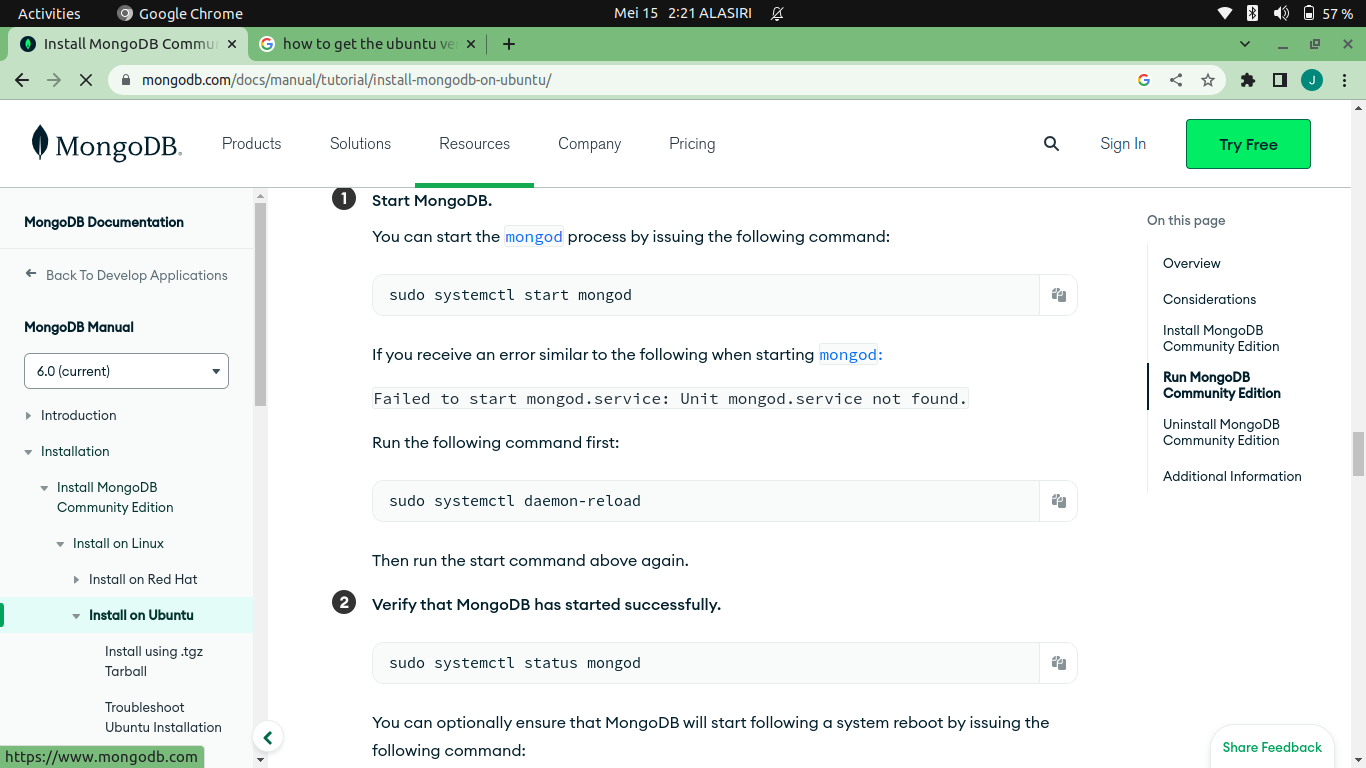 Activities
Google Chrome
Mei 15 2:21 ALASIRI
57 %
Install MongoDB Commu
how to get the ubuntu ve
mongodb.com/docs/manual/tutorial/install-mongodb-on-ubuntu/
J
MongoDB.
Products
Solutions
Resources
Company
Pricing
Sign In
Try Free
MongoDB Documentation
Back To Develop Applications
MongoDB Manual
6.0 (current)
Introduction
Installation
Install MongoDB
Community Edition
Install on Linux
Install on Red Hat
Install on Ubuntu
Install using .tgz
Tarball
Troubleshoot
Ubuntu Installation
https://www.mongodb.com
1 Start MongoDB.
You can start the mongod process by issuing the following command:
sudo systemctl start mongod
If you receive an error similar to the following when starting mongod:
Failed to start mongod.service: Unit mongod.service not found.
Run the following command first:
sudo systemctl daemon-reload
Then run the start command above again.
2 Verify that MongoDB has started successfully.
sudo systemctl status mongod
You can optionally ensure that MongoDB will start following a system reboot by issuing the
following command:
On this page
Overview
Considerations
Install MongoDB
Community Edition
Run MongoDB
Community Edition
Uninstall MongoDB
Community Edition
Additional Information
Share Feedback